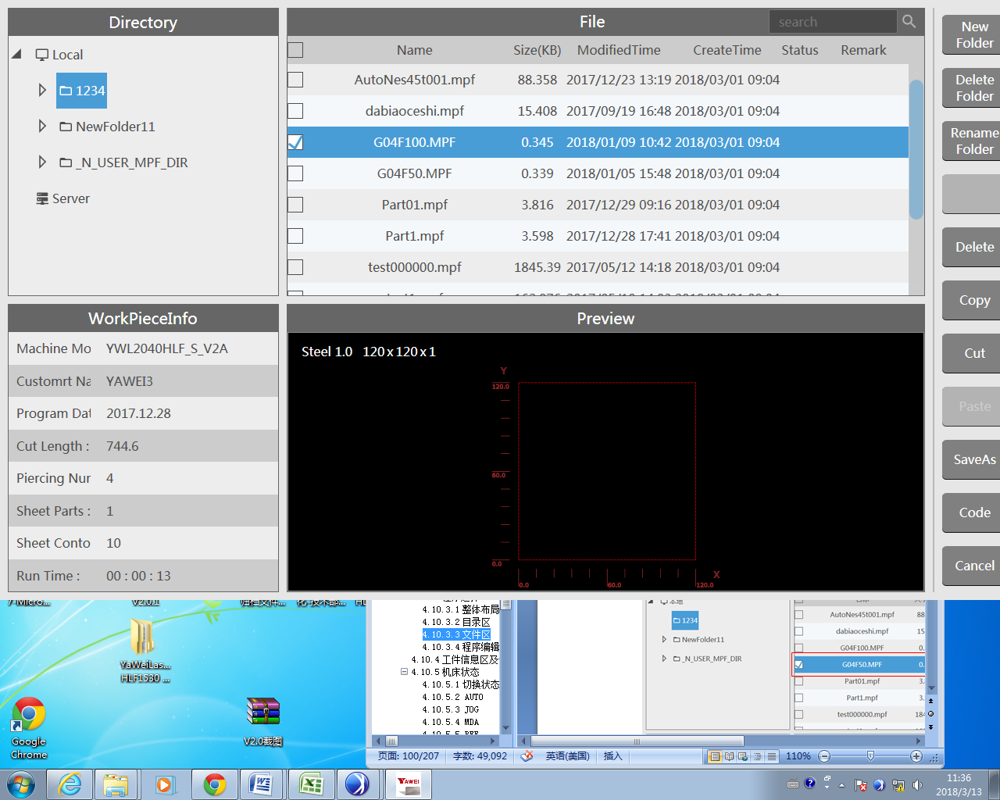 Directory
Local
1234
NewFolder11
_N_USER_MPF_DIR
Server
File
search
Name Size(KB) ModifiedTime CreateTime Status Remark
AutoNes45t001.mpf 88.358 2017/12/23 13:19 2018/03/01 09:04
dabiaoceshi.mpf 15.408 2017/09/19 16:48 2018/03/01 09:04
G04F100.MPF 0.345 2018/01/09 10:42 2018/03/01 09:04
G04F50.MPF 0.339 2018/01/05 15:48 2018/03/01 09:04
Part01.mpf 3.816 2017/12/29 09:16 2018/03/01 09:04
Part1.mpf 3.598 2017/12/28 17:41 2018/03/01 09:04
test000000.mpf 1845.39 2017/05/12 14:18 2018/03/01 09:04
New Folder
Delete Folder
Rename Folder
Delete
Copy
Cut
Paste
SaveAs
Code
Cancel
WorkPieceInfo
Machine Mo YWL2040HLF_S_V2A
Customrt Na YAWEI3
Program Dat 2017.12.28
Cut Length : 744.6
Piercing Nur 4
Sheet Parts : 1
Sheet Conto 10
Run Time : 00 : 00 : 13
Preview
Steel 1.0 120 x 120 x 1
Y
120.0
60.0
0.0
X
0.0 60.0 120.0
YaWeiLas...
HLF1530 ...
Google
Chrome
V2.0截图
4.10.3.1 整体布局
4.10.3.2 目录区
4.10.3.3 文件区
4.10.3.4 程序编辑
4.10.4 工件信息区及
4.10.5 机床状态
4.10.5.1 切换状态
4.10.5.2 AUTO
4.10.5.3 JOG
4.10.5.4 MDA
1234
NewFolder11
_N_USER_MPF_DIR
AutoNes45t001.mpf 88
dabiaoceshi.mpf 15
G04F100.MPF 0.
G04F50.MPF 0.
Part01.mpf 3.
Part1.mpf 3.
test000000.mpf 184
页面: 100/207 字数: 49,092 英语(美国) 插入 110%
YAWEI
11:36
2018/3/13